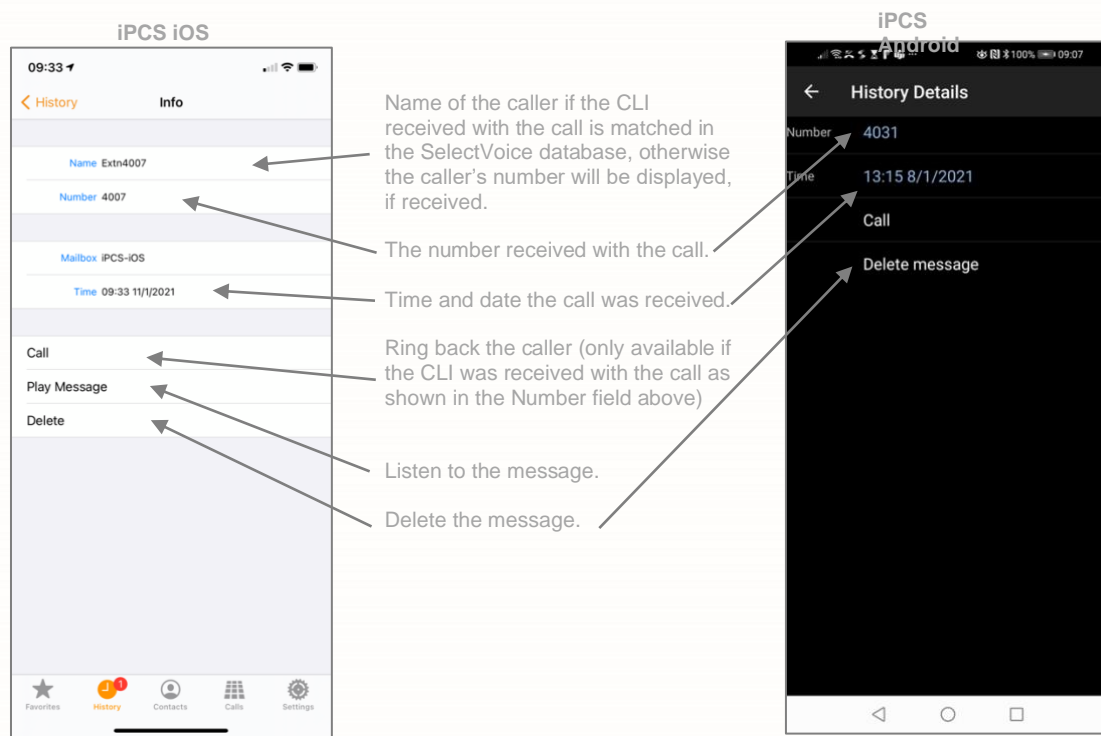 iPCS iOS
09:33
History
Info
Name Extn4007
Number 4007
Mailbox iPCS-iOS
Time 09:33 11/1/2021
Call
Play Message
Delete
1
Favorites
History
Contacts
Calls
Settings
Name of the caller if the CLI
received with the call is matched in
the SelectVoice database, otherwise
the caller's number will be displayed,
if received.
The number received with the call.
Time and date the call was received.
Ring back the caller (only available if
the CLI was received with the call as
shown in the Number field above)
Listen to the message.
Delete the message.
iPCS
Android
100% 09:07
History Details
Number 4031
Time 13:15 8/1/2021
Call
Delete message